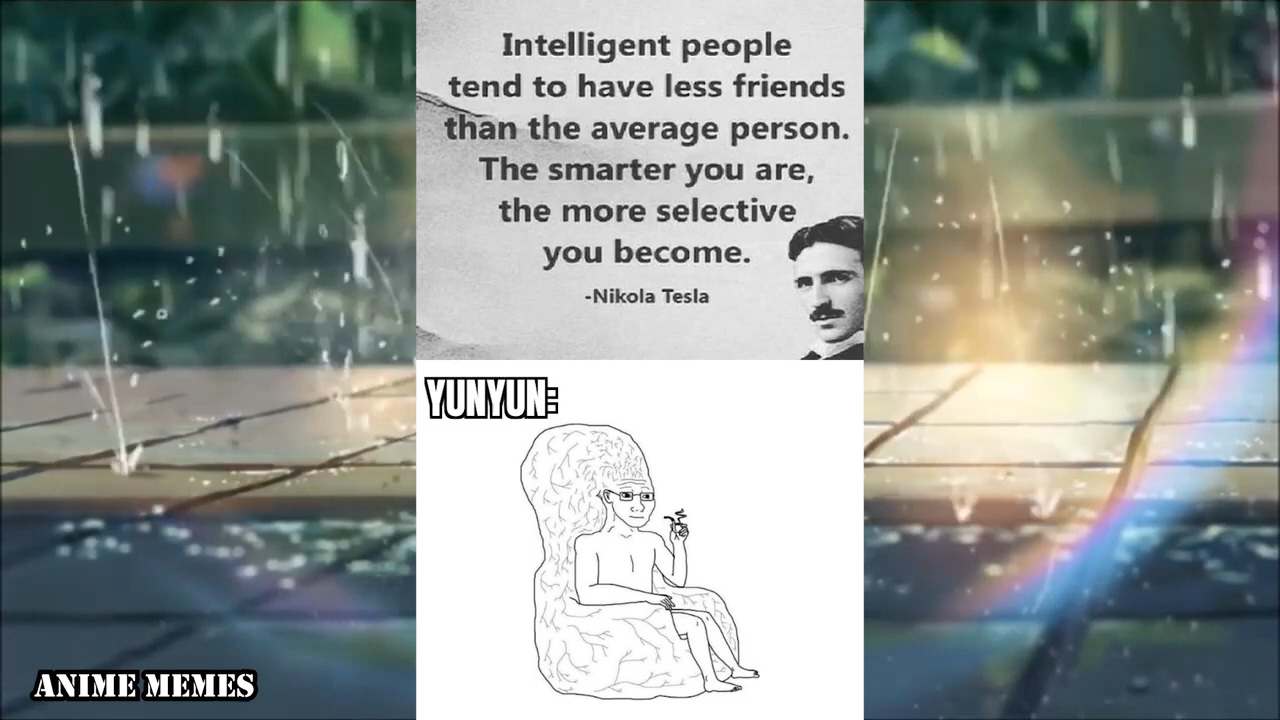 Intelligent people
tend to have less friends
than the average person.
The smarter you are,
the more selective
you become.
-Nikola Tesla
YUNYUN:
ANIME MEMES